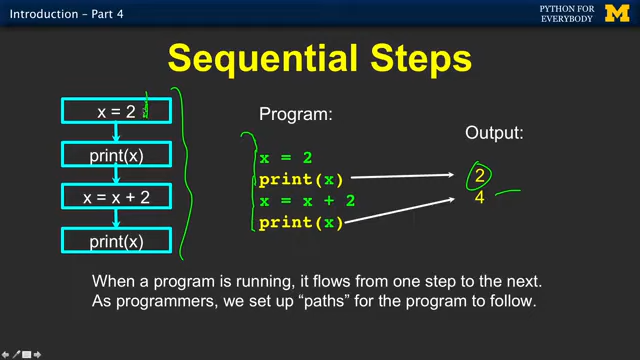 Introduction – Part 4
PYTHON FOR
EVERYBODY
M
Sequential Steps
x = 2
print(x)
x = x + 2
print(x)
Program:
x = 2
print(x)
x = x + 2
print(x)
Output:
2
4
When a program is running, it flows from one step to the next.
As programmers, we set up “paths” for the program to follow.